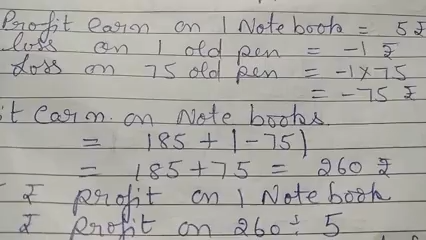 Profit earn on 1 Notebook = 5 ₹
loss on 1 old pen = -1 ₹
Loss on 75 old pen = -1×75
= -75 ₹
it Earn. on Note books
= 185 + |-75|
= 185+75 = 260 ₹
₹ profit on 1 Notebook
₹ profit on 260 ÷ 5